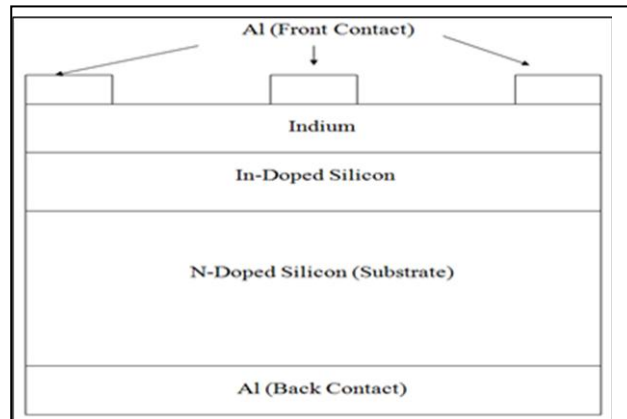 Al (Front Contact)
Indium
In-Doped Silicon
N-Doped Silicon (Substrate)
Al (Back Contact)